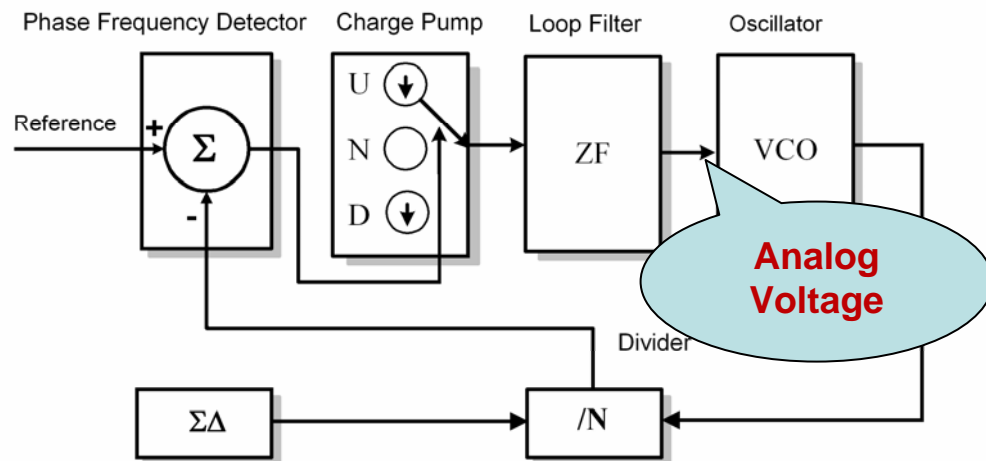 Phase Frequency Detector
Charge Pump
Loop Filter
Oscillator
Reference
+
Σ
-
U
N
D
ZF
VCO
Analog
Voltage
Divider
ΣΔ
/N